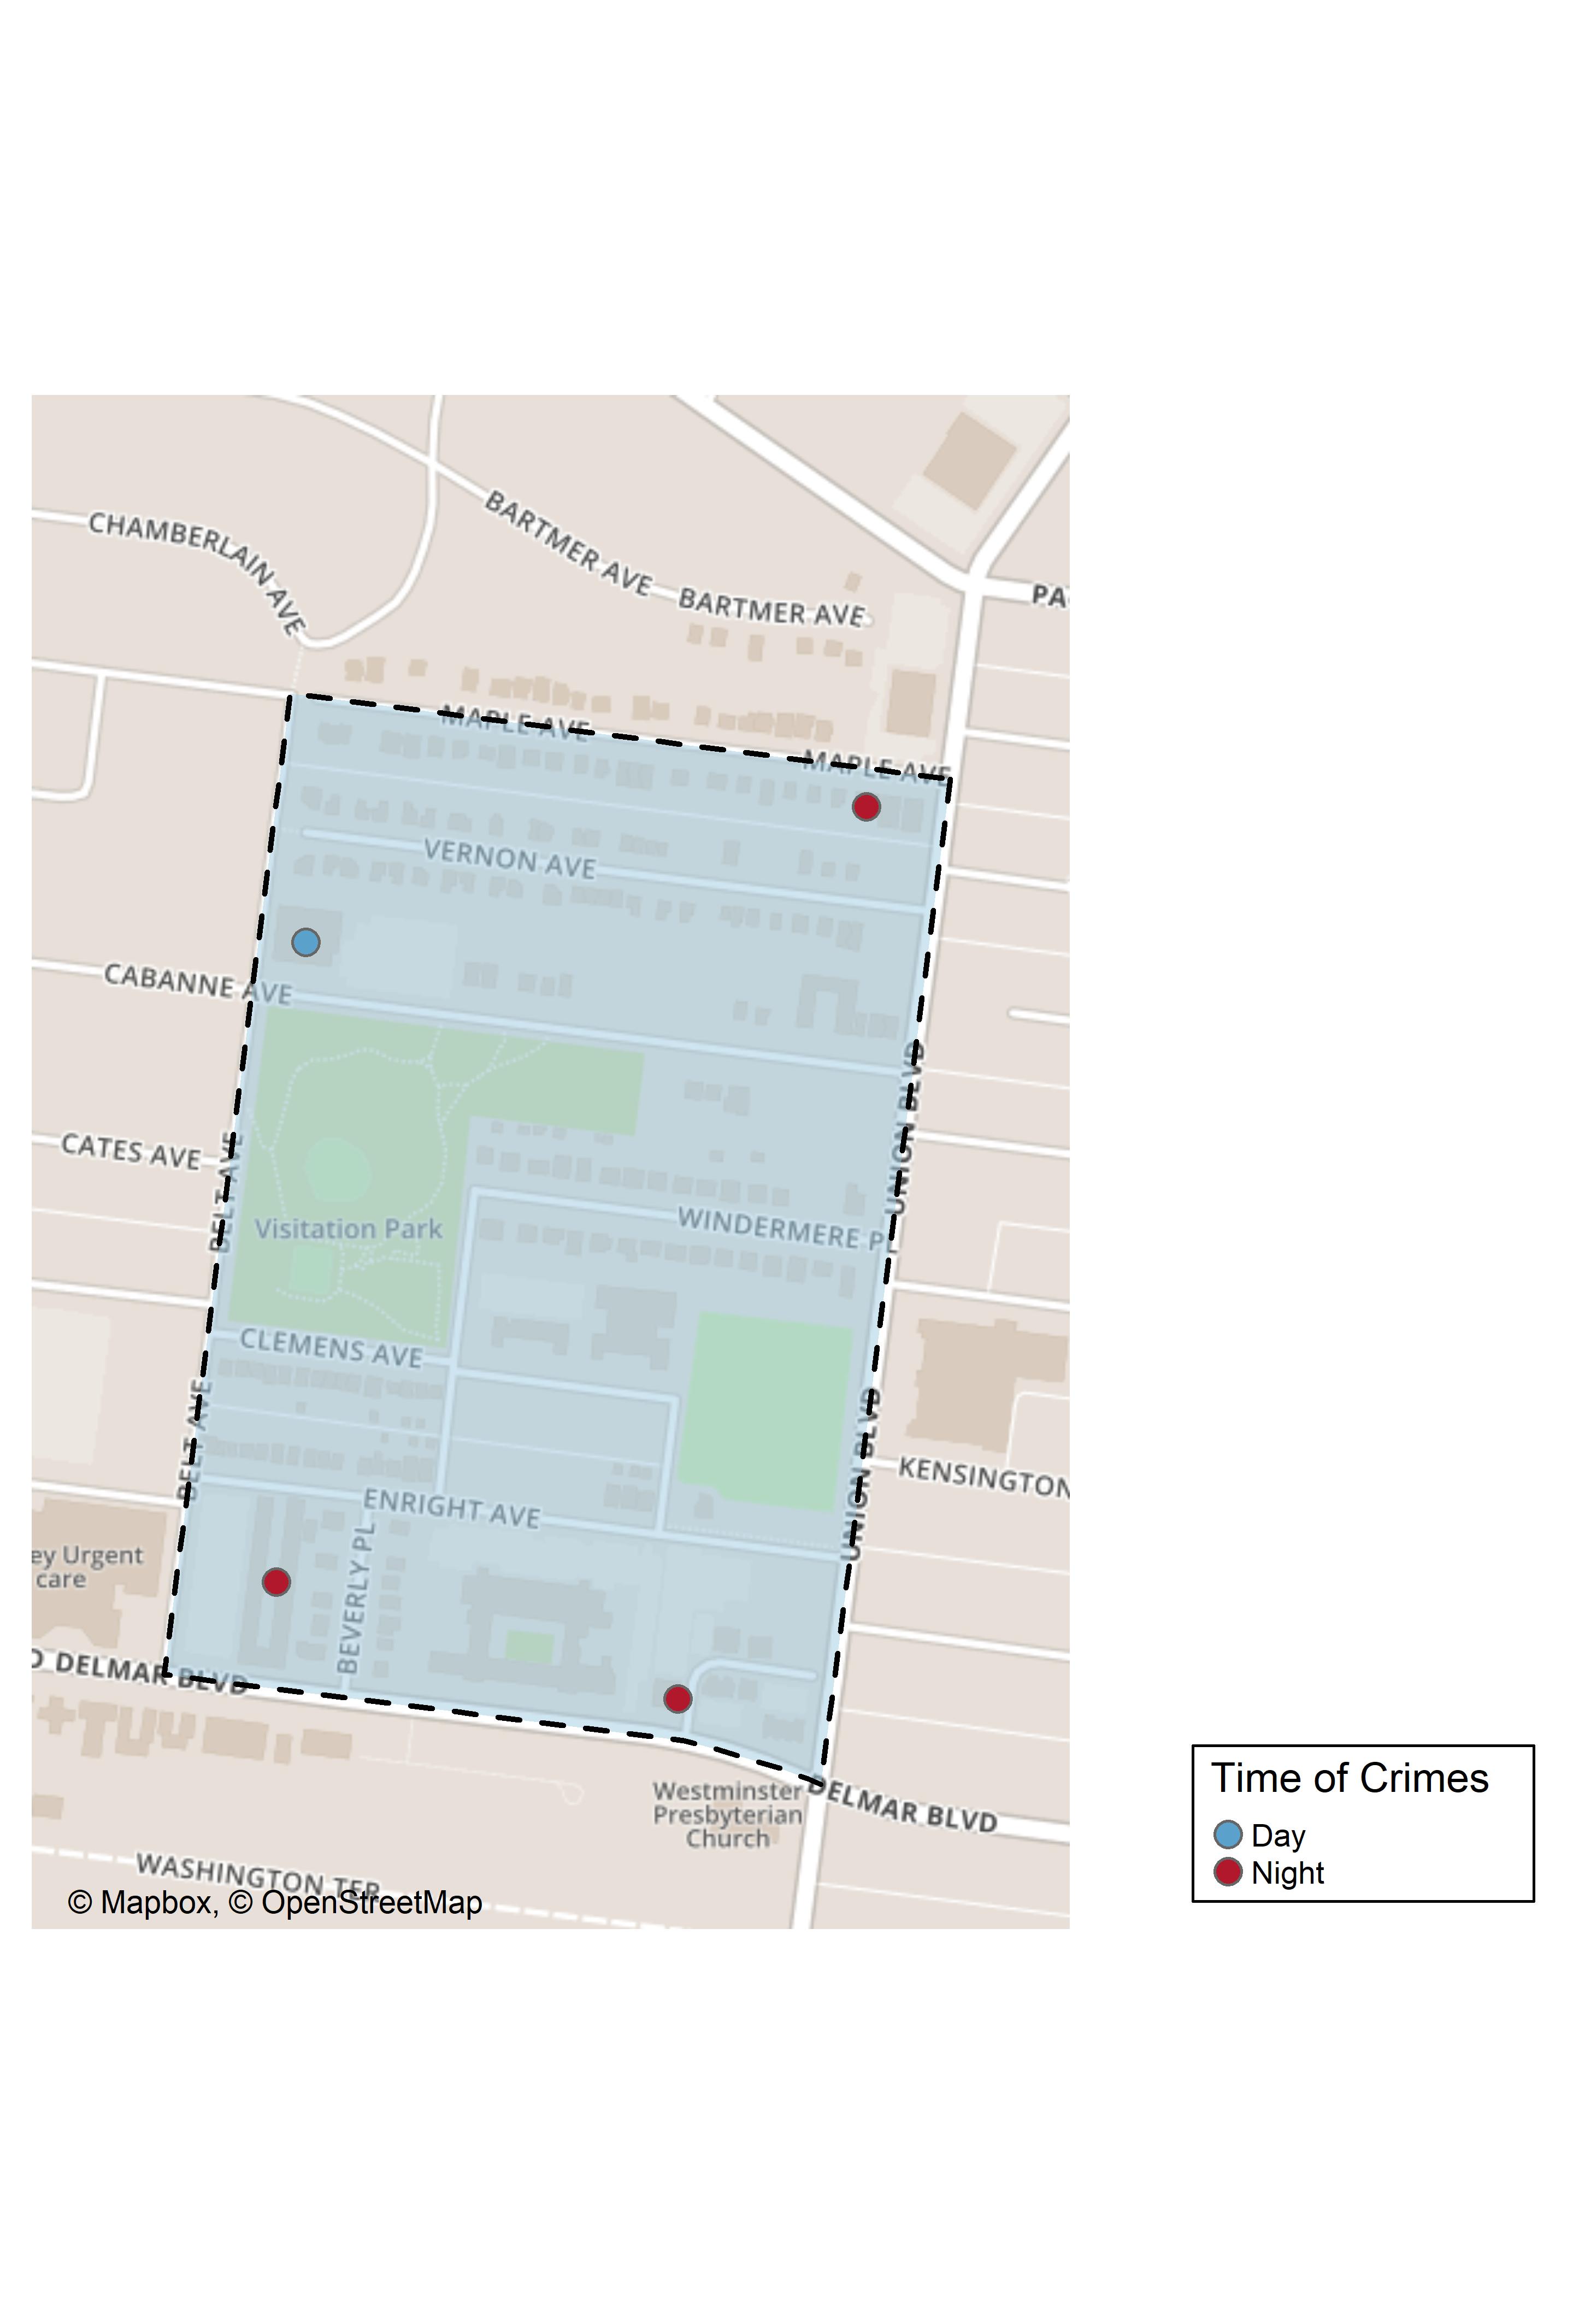 CHAMBERLAIN AVE
BARTMER AVE
BARTMER AVE
PA
MAPLE AVE
MAPLE AVE
VERNON AVE
CABANNE AVE
UNION BLVD
CATES AVE
BELT AVE
Visitation Park
WINDERMERE PL
CLEMENS AVE
BELT AVE
UNION BLVD
KENSINGTON
ENRIGHT AVE
ey Urgent
care
BEVERLY PL
UNION BLVD
O DELMAR BLVD
Westminster
Presbyterian
Church
DELMAR BLVD
WASHINGTON TER
© Mapbox, © OpenStreetMap
Time of Crimes
Day
Night